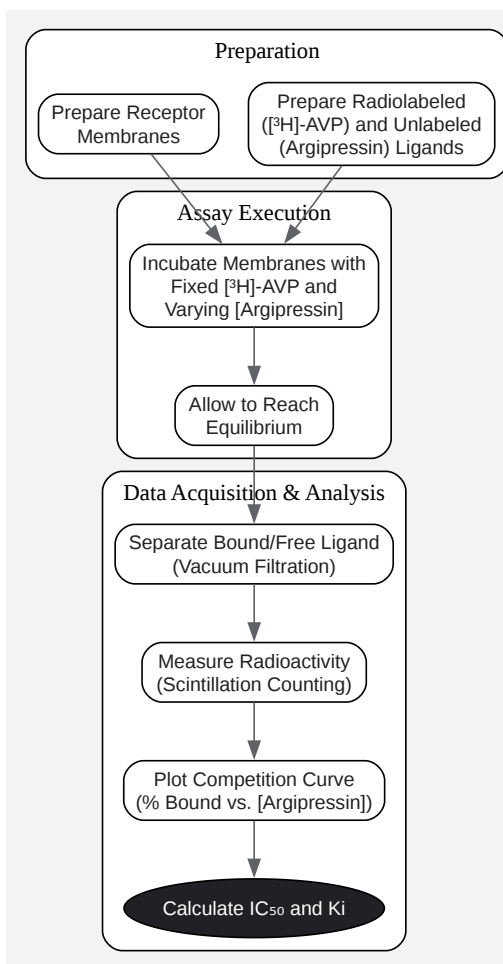 Preparation
Prepare Receptor
Membranes
Prepare Radiolabeled
([³H]-AVP) and Unlabeled
(Argipressin) Ligands
Assay Execution
Incubate Membranes with
Fixed [³H]-AVP and
Varying [Argipressin]
Allow to Reach
Equilibrium
Data Acquisition & Analysis
Separate Bound/Free Ligand
(Vacuum Filtration)
Measure Radioactivity
(Scintillation Counting)
Plot Competition Curve
(% Bound vs. [Argipressin])
Calculate IC₅₀ and Ki